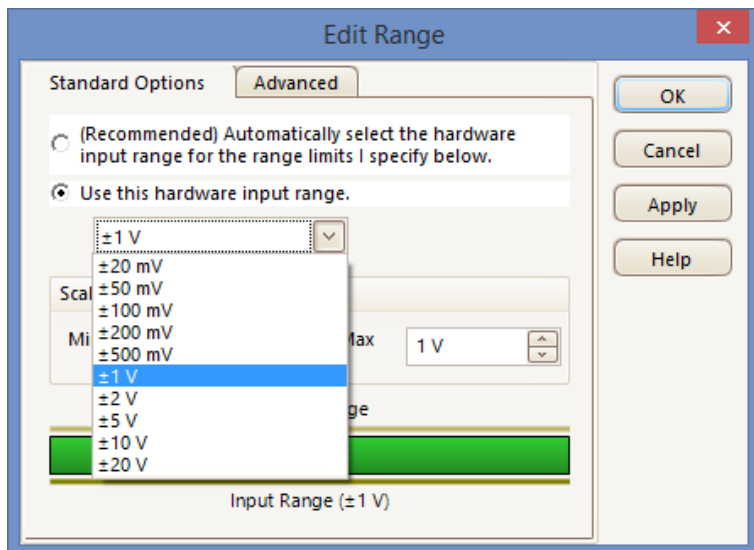 Edit Range
Standard Options
Advanced
(Recommended) Automatically select the hardware
input range for the range limits I specify below.
Use this hardware input range.
±1 V
±20 mV
±50 mV
±100 mV
±200 mV
±500 mV
±1 V
±2 V
±5 V
±10 V
±20 V
Scal
Mi
Max
1 V
ge
Input Range (±1 V)
OK
Cancel
Apply
Help